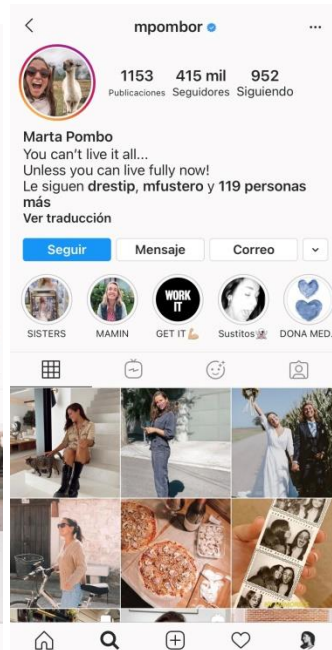 mpombor
1153 415 mil 952
Publicaciones Seguidores Siguiendo
Marta Pombo
You can't live it all...
Unless you can live fully now!
Le siguen drestip, mfustero y 119 personas
más
Ver traducción
Seguir Mensaje Correo
WORK
IT
SISTERS MAMIN GET IT💪 Sustitos👻 DONA MED.